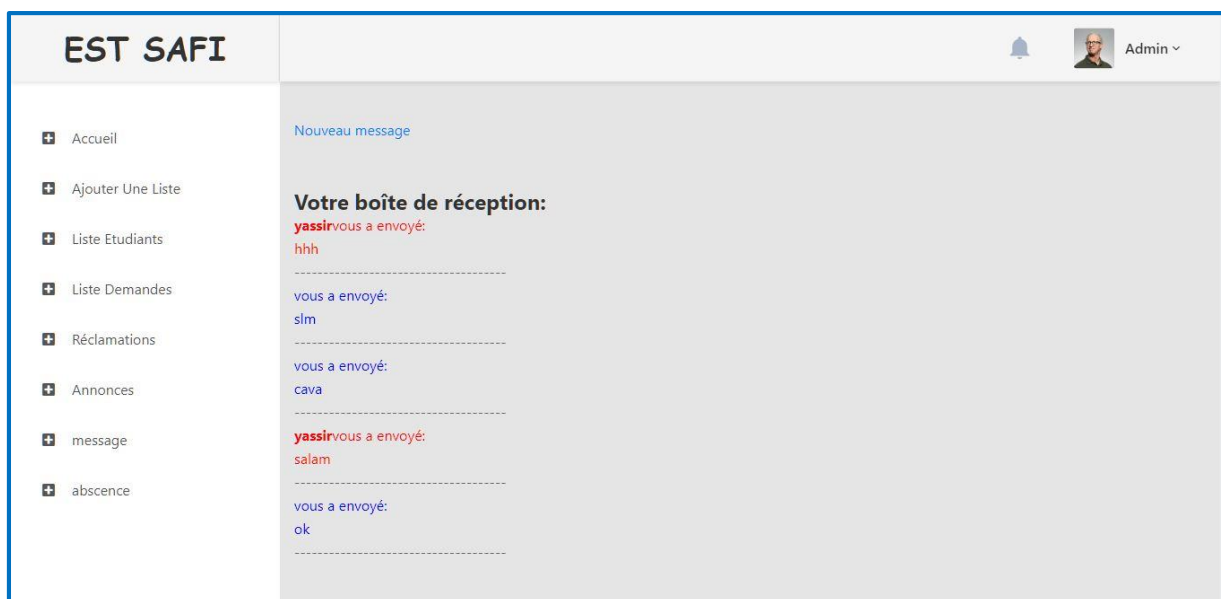 EST SAFI
Admin
Accueil
Ajouter Une Liste
Liste Etudiants
Liste Demandes
Réclamations
Annonces
message
abscence
Nouveau message
Votre boîte de réception:
yassirvous a envoyé:
hhh
------------------------------------
vous a envoyé:
slm
------------------------------------
vous a envoyé:
cava
------------------------------------
yassirvous a envoyé:
salam
------------------------------------
vous a envoyé:
ok
------------------------------------